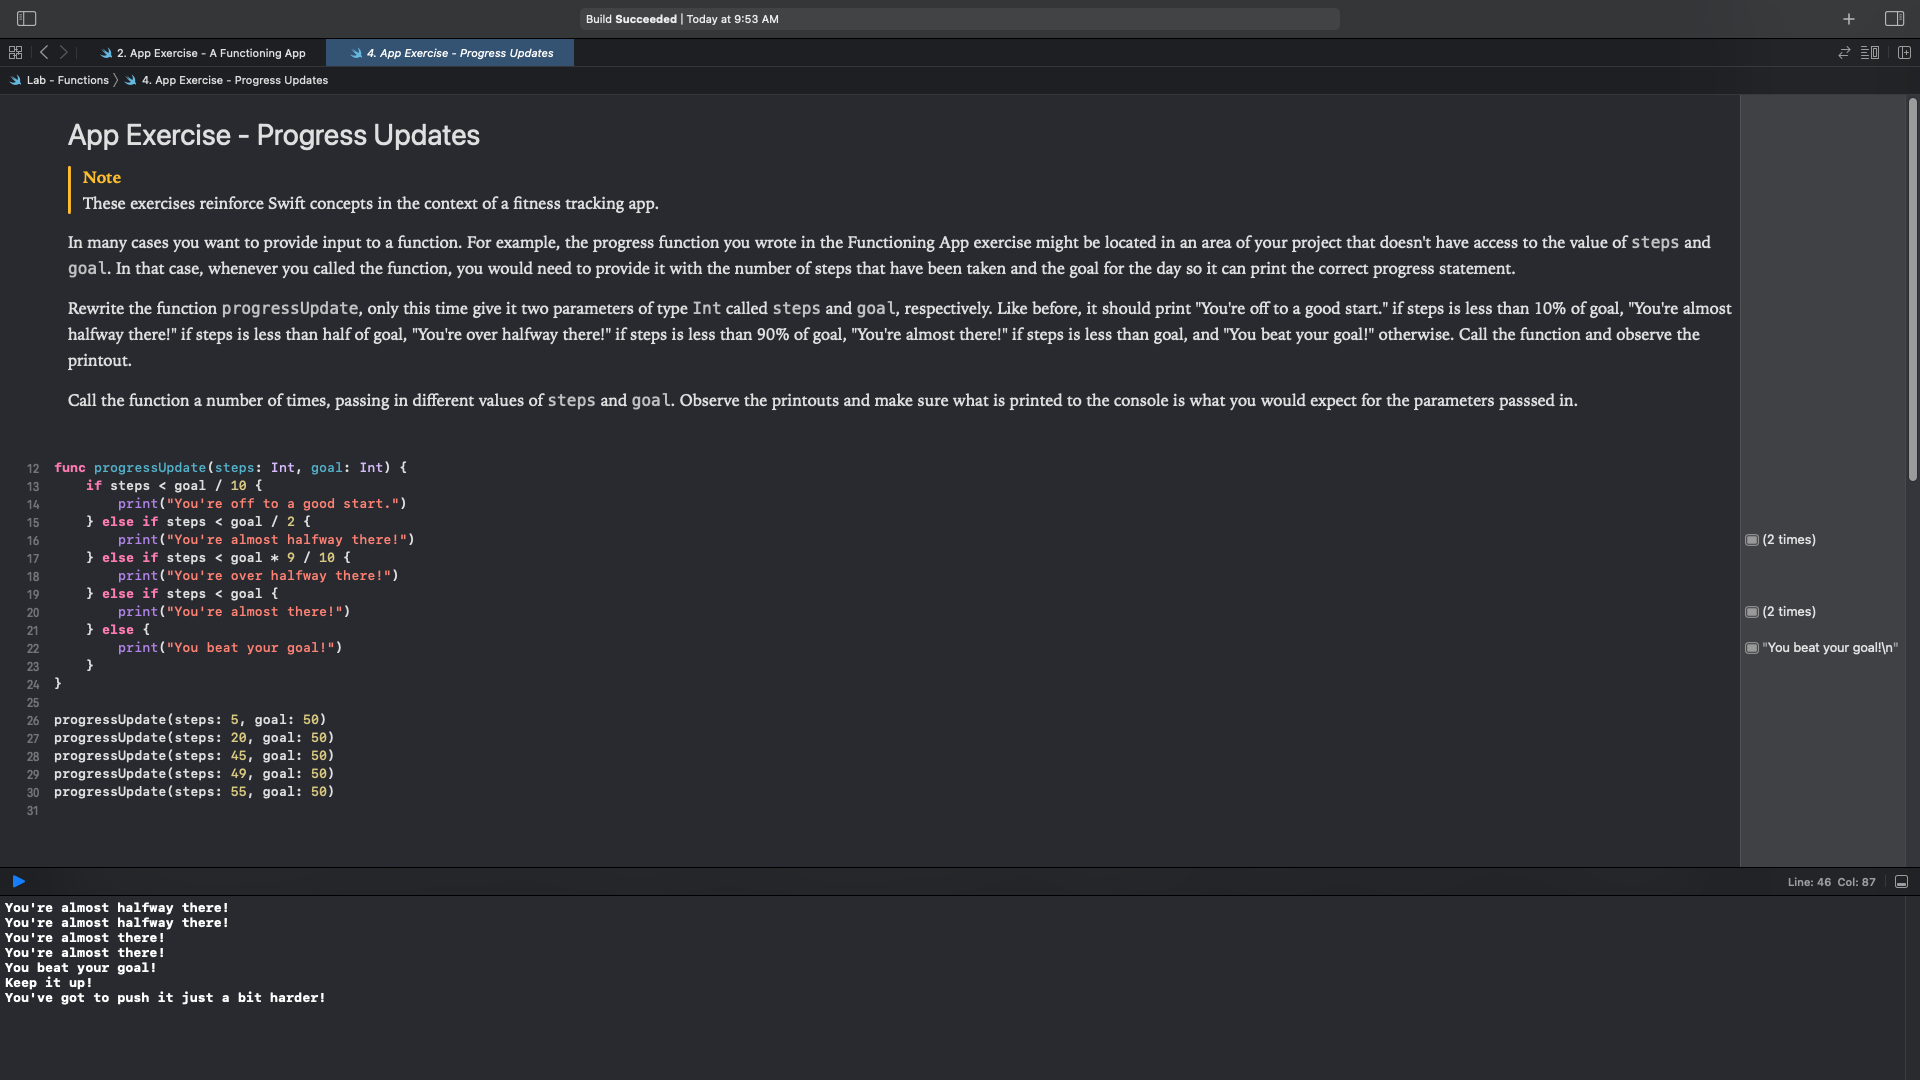 Build Succeeded | Today at 9:53 AM
2. App Exercise - A Functioning App
4. App Exercise - Progress Updates
Lab - Functions
4. App Exercise - Progress Updates
App Exercise - Progress Updates
Note
These exercises reinforce Swift concepts in the context of a fitness tracking app.
In many cases you want to provide input to a function. For example, the progress function you wrote in the Functioning App exercise might be located in an area of your project that doesn't have access to the value of steps and
goal. In that case, whenever you called the function, you would need to provide it with the number of steps that have been taken and the goal for the day so it can print the correct progress statement.
Rewrite the function progressUpdate, only this time give it two parameters of type Int called steps and goal, respectively. Like before, it should print "You're off to a good start." if steps is less than 10% of goal, "You're almost
halfway there!" if steps is less than half of goal, "You're over halfway there!" if steps is less than 90% of goal, "You're almost there!" if steps is less than goal, and "You beat your goal!" otherwise. Call the function and observe the
printout.
Call the function a number of times, passing in different values of steps and goal. Observe the printouts and make sure what is printed to the console is what you would expect for the parameters passsed in.
12 func progressUpdate(steps: Int, goal: Int) {
13     if steps < goal / 10 {
14         print("You're off to a good start.")
15     } else if steps < goal / 2 {
16         print("You're almost halfway there!")
(2 times)
17     } else if steps < goal * 9 / 10 {
18         print("You're over halfway there!")
19     } else if steps < goal {
20         print("You're almost there!")
(2 times)
21     } else {
22         print("You beat your goal!")
"You beat your goal!\n"
23     }
24 }
25
26 progressUpdate(steps: 5, goal: 50)
27 progressUpdate(steps: 20, goal: 50)
28 progressUpdate(steps: 45, goal: 50)
29 progressUpdate(steps: 49, goal: 50)
30 progressUpdate(steps: 55, goal: 50)
31
Line: 46 Col: 87
You're almost halfway there!
You're almost halfway there!
You're almost there!
You're almost there!
You beat your goal!
Keep it up!
You've got to push it just a bit harder!